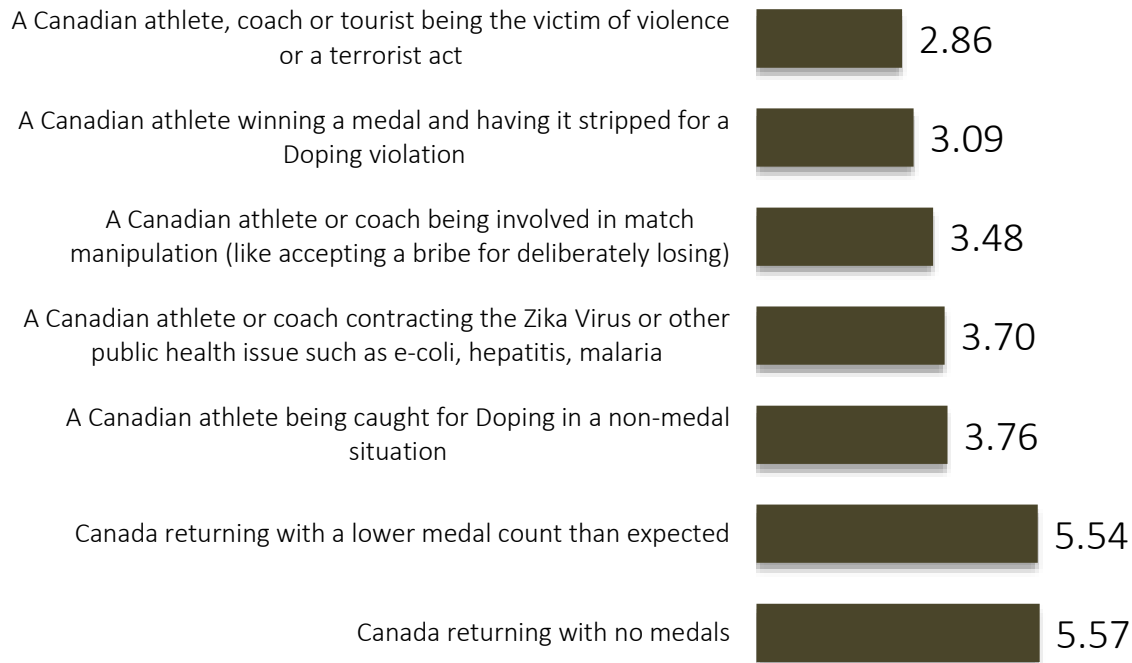 A Canadian athlete, coach or tourist being the victim of violence
or a terrorist act
2.86
A Canadian athlete winning a medal and having it stripped for a
Doping violation
3.09
A Canadian athlete or coach being involved in match
manipulation (like accepting a bribe for deliberately losing)
3.48
A Canadian athlete or coach contracting the Zika Virus or other
public health issue such as e-coli, hepatitis, malaria
3.70
A Canadian athlete being caught for Doping in a non-medal
situation
3.76
Canada returning with a lower medal count than expected
5.54
Canada returning with no medals
5.57